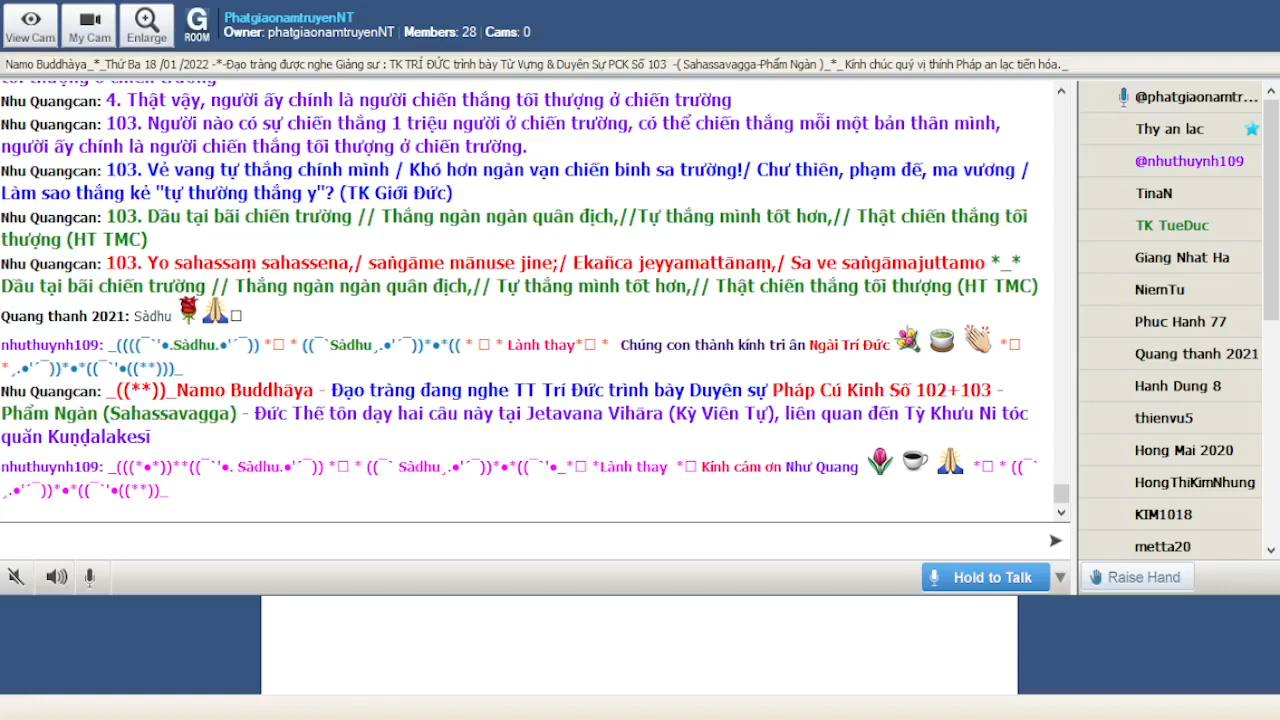 View Cam
My Cam
Enlarge
G
ROOM
PhatgiaonamtruyenNT
Owner: phatgiaonamtruyenNT | Members: 28 | Cams: 0
Namo Buddhàya_*_Thứ Ba 18 /01 /2022 -*-Đạo tràng được nghe Giảng sư : TK TRÍ ĐỨC trình bày Từ Vựng & Duyên Sự PCK Số 103 -( Sahassavagga-Phẩm Ngàn )_*_Kính chúc quý vị thính Pháp an lạc tiến hóa._
Nhu Quangcan: 4. Thật vậy, người ấy chính là người chiến thắng tối thượng ở chiến trường
Nhu Quangcan: 103. Người nào có sự chiến thắng 1 triệu người ở chiến trường, có thể chiến thắng mỗi một bản thân mình,
người ấy chính là người chiến thắng tối thượng ở chiến trường.
Nhu Quangcan: 103. Vẻ vang tự thắng chính mình / Khó hơn ngàn vạn chiến binh sa trường!/ Chư thiên, phạm đế, ma vương /
Làm sao thắng kẻ "tự thường thắng y"? (TK Giới Đức)
Nhu Quangcan: 103. Dầu tại bãi chiến trường // Thắng ngàn ngàn quân địch,//Tự thắng mình tốt hơn,// Thật chiến thắng tối
thượng (HT TMC)
Nhu Quangcan: 103. Yo sahassaṃ sahassena,/ saṅgāme mānuse jine;/ Ekañca jeyyamattānaṃ,/ Sa ve saṅgāmajuttamo *_*
Dầu tại bãi chiến trường // Thắng ngàn ngàn quân địch,// Tự thắng mình tốt hơn,// Thật chiến thắng tối thượng (HT TMC)
Quang thanh 2021: Sàdhu
nhuthuynh109: _((((¯`'●.Sàdhu.●'´¯)) *□ * ((¯`Sàdhu¸.●'´¯))*●*(( * □ * Lành thay*□ * Chúng con thành kính tri ân Ngài Trí Đức *□
*¸.●'´¯))*●*((¯`'●((**)))_
Nhu Quangcan: _((**))_Namo Buddhāya - Đạo tràng đang nghe TT Trí Đức trình bày Duyên sự Pháp Cú Kinh Số 102+103 -
Phẩm Ngàn (Sahassavagga) - Đức Thế tôn dạy hai câu này tại Jetavana Vihāra (Kỳ Viên Tự), liên quan đến Tỳ Khưu Ni tóc
quăn Kuṇḍalakesī
nhuthuynh109: _(((*●*))**((¯`'●. Sàdhu.●'´¯)) *□ * ((¯` Sàdhu¸.●'´¯))*●*((¯`'●_*□ *Lành thay *□ Kính cám ơn Như Quang *□ * ((¯`
¸.●'´¯))*●*((¯`'●((**))_
@phatgiaonamtr...
Thy an lac
@nhuthuynh109
TinaN
TK TueDuc
Giang Nhat Ha
NiemTu
Phuc Hanh 77
Quang thanh 2021
Hanh Dung 8
thienvu5
Hong Mai 2020
HongThiKimNhung
KIM1018
metta20
Hold to Talk
Raise Hand